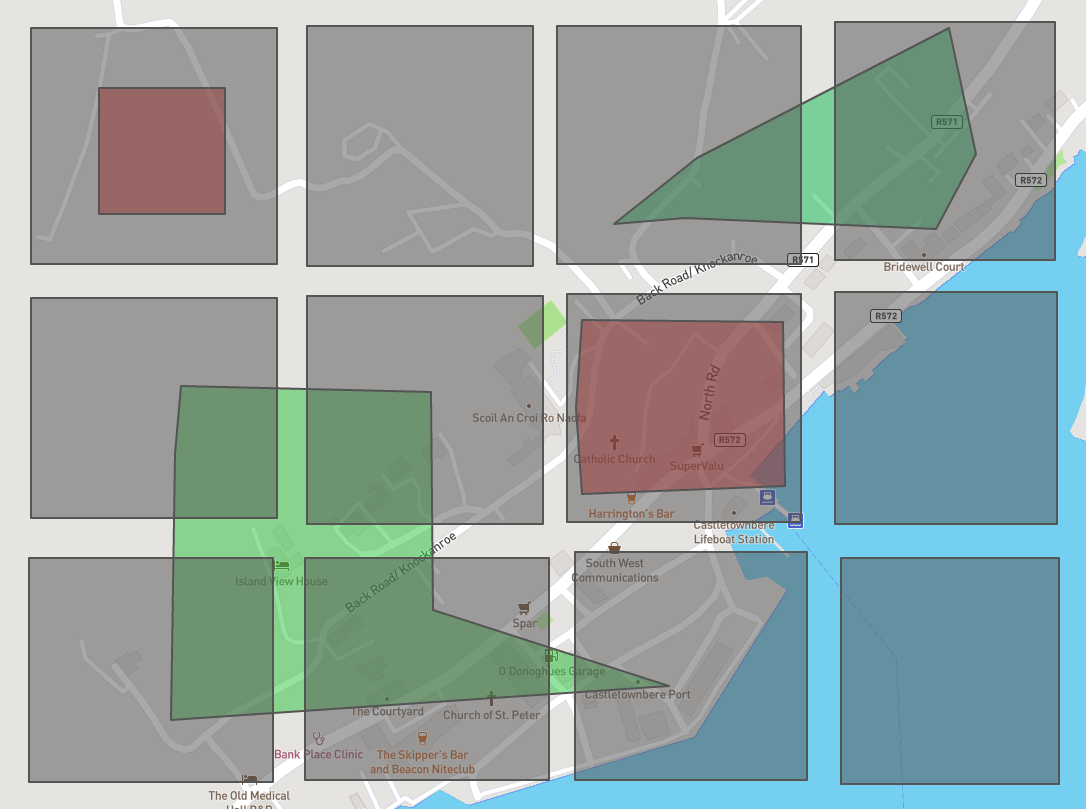 R571
R572
Back Road/ Knockanroe
R571
Bridewell Court
R572
North Rd
Scoil An Croi Ro Naofa
R572
Catholic Church
SuperValu
Harrington's Bar
Castletownbere
Lifeboat Station
South West
Communications
Back Road/ Knockanroe
Island View House
Spar
O'Donoghues Garage
Castletownbere Port
The Courtyard
Church of St. Peter
Bank Place Clinic
The Skipper's Bar
and Beacon Niteclub
The Old Medical
Hall B&B